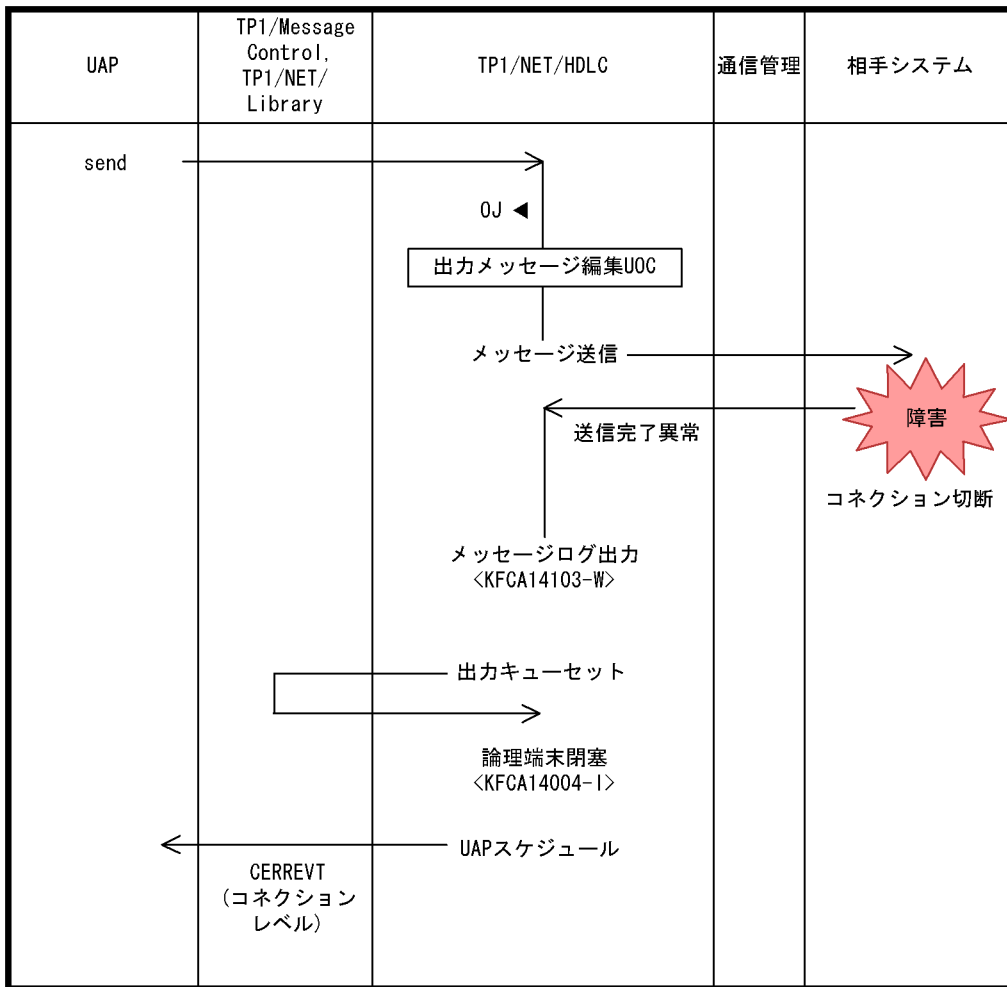 UAP
TP1/Message
Control,
TP1/NET/
Library
TP1/NET/HDLC
通信管理
相手システム
send
OJ
出力メッセージ編集UOC
メッセージ送信
障害
送信完了異常
コネクション切断
メッセージログ出力
<KFCA14103-W>
出力キューセット
論理端末閉塞
<KFCA14004-I>
UAPスケジュール
CERREVT
(コネクション
レベル)